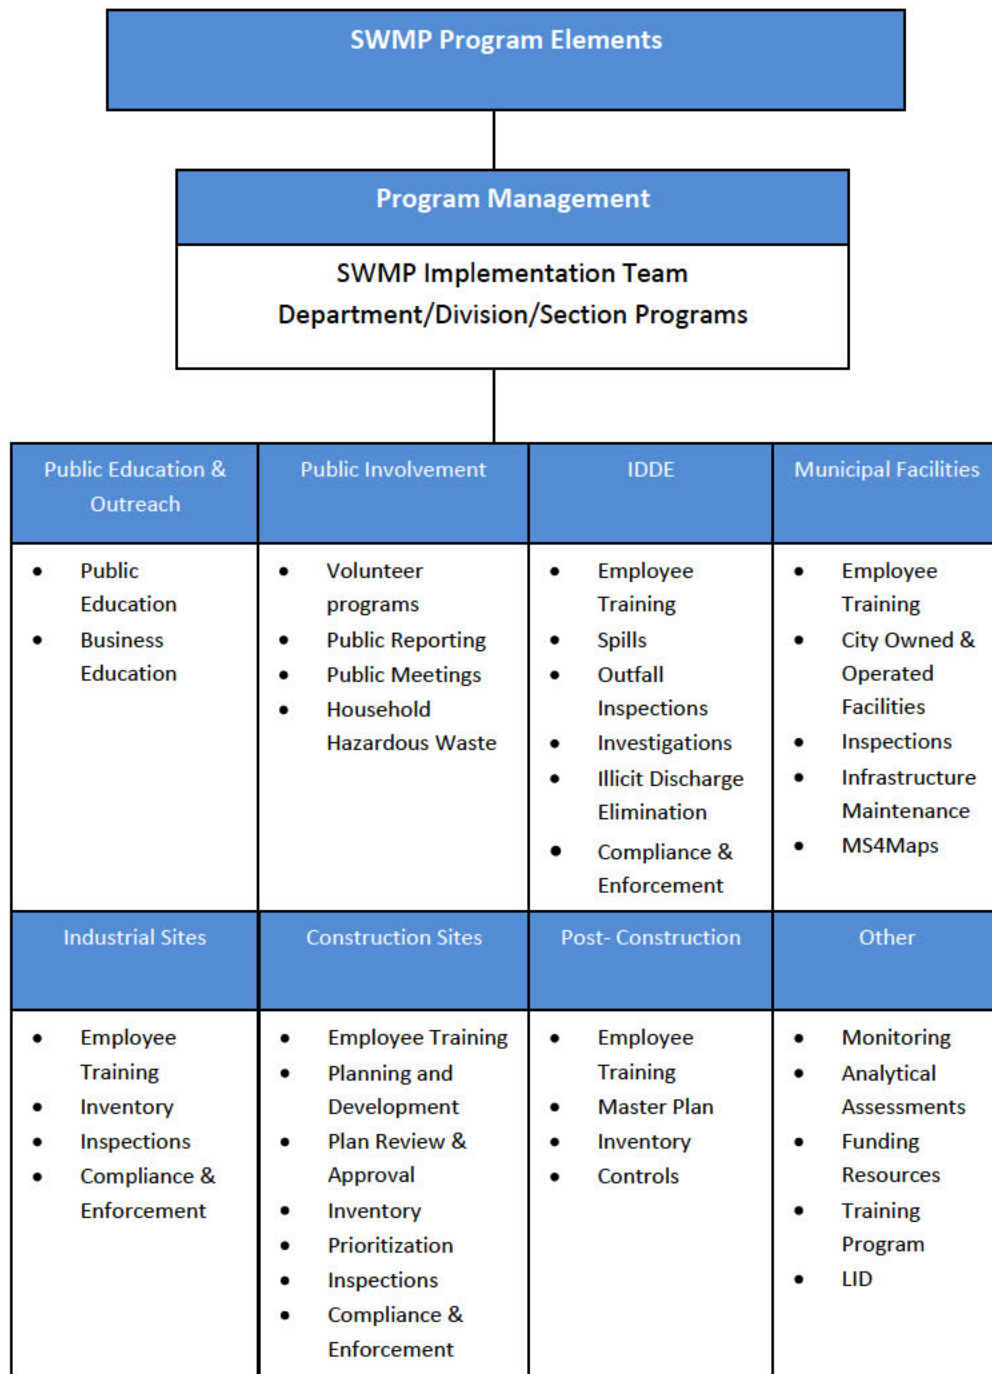 SWMP Program Elements
Program Management
SWMP Implementation Team
Department/Division/Section Programs
Public Education &
Outreach
• Public
Education
• Business
Education
Public Involvement
• Volunteer
programs
• Public Reporting
• Public Meetings
• Household
Hazardous Waste
IDDE
• Employee
Training
• Spills
• Outfall
Inspections
• Investigations
• Illicit Discharge
Elimination
• Compliance &
Enforcement
Municipal Facilities
• Employee
Training
• City Owned &
Operated
Facilities
• Inspections
• Infrastructure
Maintenance
• MS4Maps
Industrial Sites
• Employee
Training
• Inventory
• Inspections
• Compliance &
Enforcement
Construction Sites
• Employee Training
• Planning and
Development
• Plan Review &
Approval
• Inventory
• Prioritization
• Inspections
• Compliance &
Enforcement
Post- Construction
• Employee
Training
• Master Plan
• Inventory
• Controls
Other
• Monitoring
• Analytical
Assessments
• Funding
Resources
• Training
Program
• LID